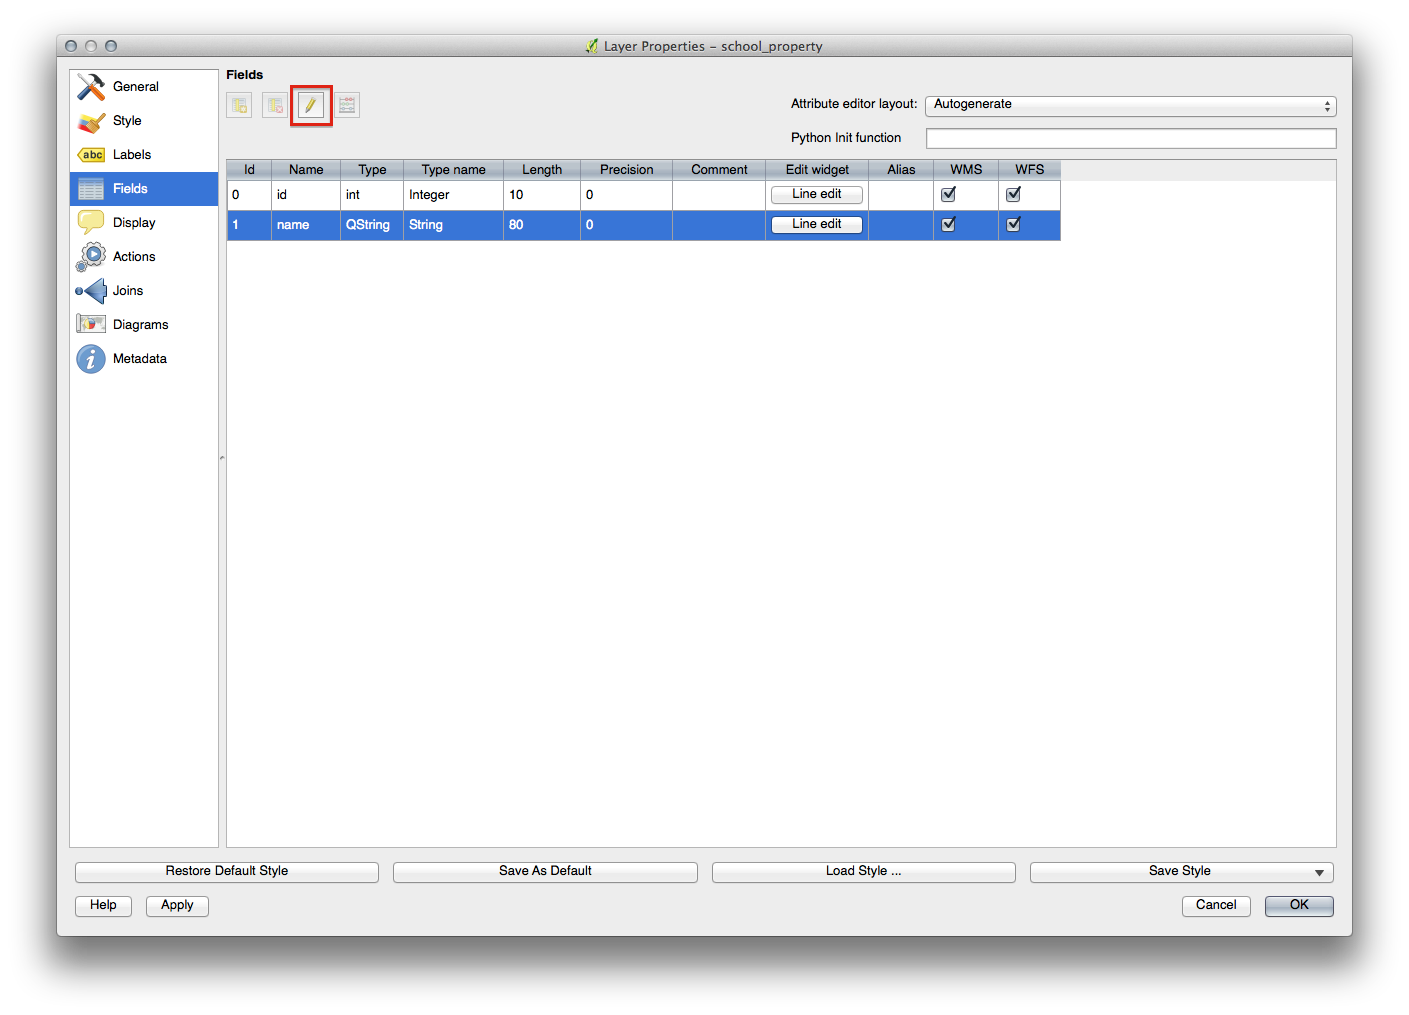 Layer Properties – school_property
General
Style
abc
Labels
Fields
Display
Actions
Joins
Diagrams
i
Metadata
Fields
Attribute editor layout: Autogenerate
Python Init function
Id Name Type Type name Length Precision Comment Edit widget Alias WMS WFS
0 id int Integer 10 0 Line edit
1 name QString String 80 0 Line edit
Restore Default Style Save As Default Load Style ... Save Style
Help Apply Cancel OK